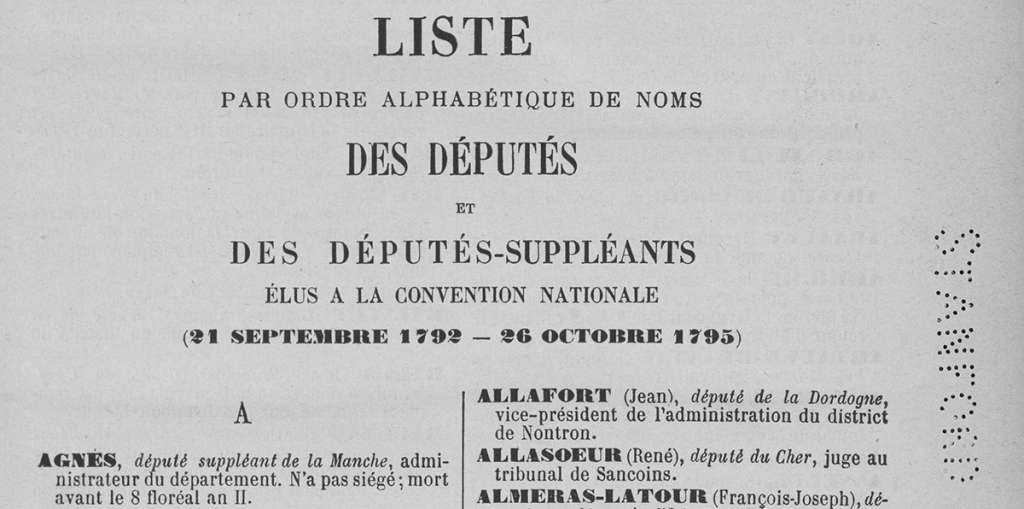 LISTE
PAR ORDRE ALPHABÉTIQUE DE NOMS
DES DÉPUTÉS
ET
DES DÉPUTÉS-SUPPLÉANTS
ÉLUS A LA CONVENTION NATIONALE
(21 SEPTEMBRE 1792 — 26 OCTOBRE 1795)
A
AGNÈS, député suppléant de la Manche, admi-
nistrateur du département. N'a pas siégé; mort
avant le 8 floréal an II.
ALLAFORT (Jean), député de la Dordogne,
vice-président de l'administration du district
de Nontron.
ALLASOEUR (René), député du Cher, juge au
tribunal de Sancoins.
ALMERAS-LATOUR (François-Joseph), dé-
STANFORD